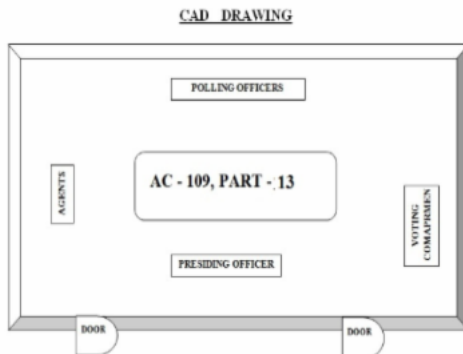 CAD DRAWING
POLLING OFFICERS
AGENTS
AC - 109, PART - 13
VOTING
COMAPRMEN
PRESIDING OFFICER
DOOR
DOOR